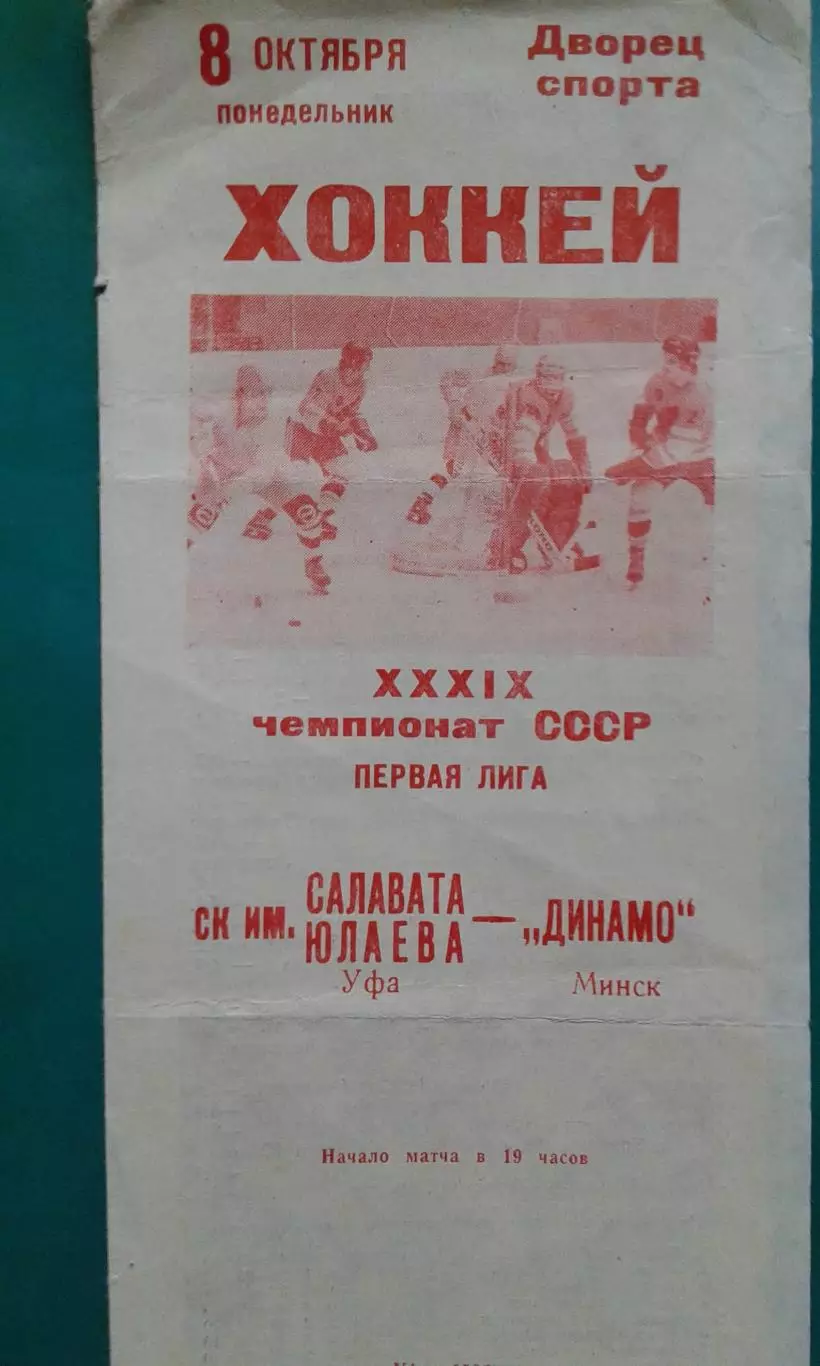 8 ОКТЯБРЯ
понедельник
Дворец
спорта
ХОККЕЙ
XXXIX
чемпионат СССР
ПЕРВАЯ ЛИГА
СК ИМ. САЛАВАТА ЮЛАЕВА — „ДИНАМО“
Уфа Минск
Начало матча в 19 часов